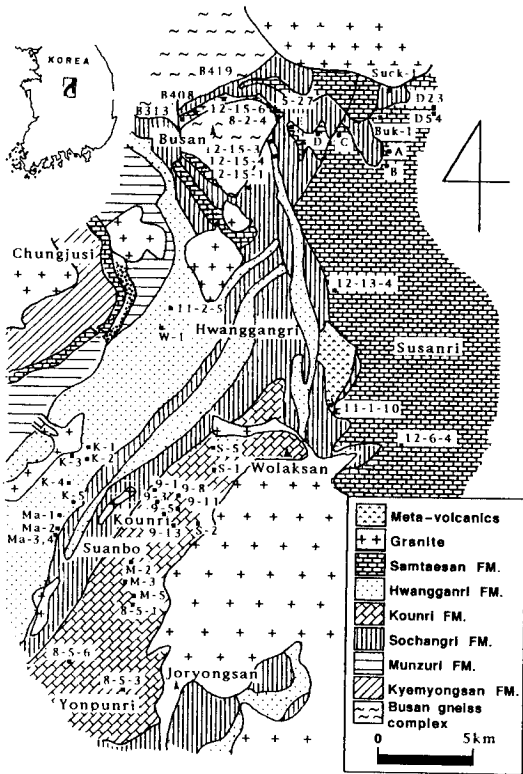 KOREA
B419
Suck-1
B408
D23
B313
12-15-6
S-27
8-2-4
Buk-1
D54
Busan
D
C
A
12-15-3
12-15-4
B
12-15-1
Chungjusi
12-13-4
11-2-5
W-1
Hwanggangri
Susanri
11-1-10
12-6-4
K-1
S-5
K-3
K-2
S-1
Wolaksan
K-4
9-1
9-8
K-5
9-3
9-11
Ma-1
9-5
Kounri
Ma-2
9-13
S-2
Ma-3,4
Suanbo
M-2
M-3
M-5
8-5-1
8-5-6
Joryongsan
8-5-3
Yonpunri
Meta-volcanics
Granite
Samtaesan FM.
Hwangganri FM.
Kounri FM.
Sochangri FM.
Munzuri FM.
Kyemyongsan FM.
Busan gneiss
complex
0 5km